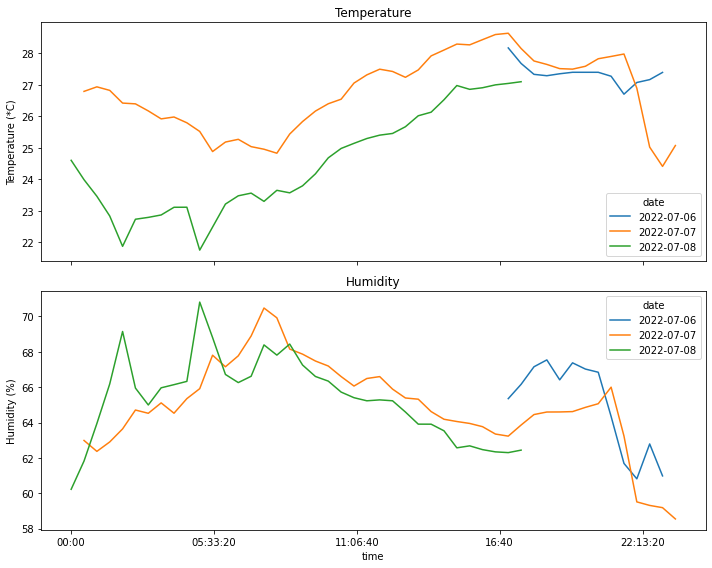 Temperature
Temperature (*C)
28
27
26
25
24
23
22
date
2022-07-06
2022-07-07
2022-07-08
Humidity
Humidity (%)
70
68
66
64
62
60
58
date
2022-07-06
2022-07-07
2022-07-08
00:00 05:33:20 11:06:40 16:40 22:13:20
time